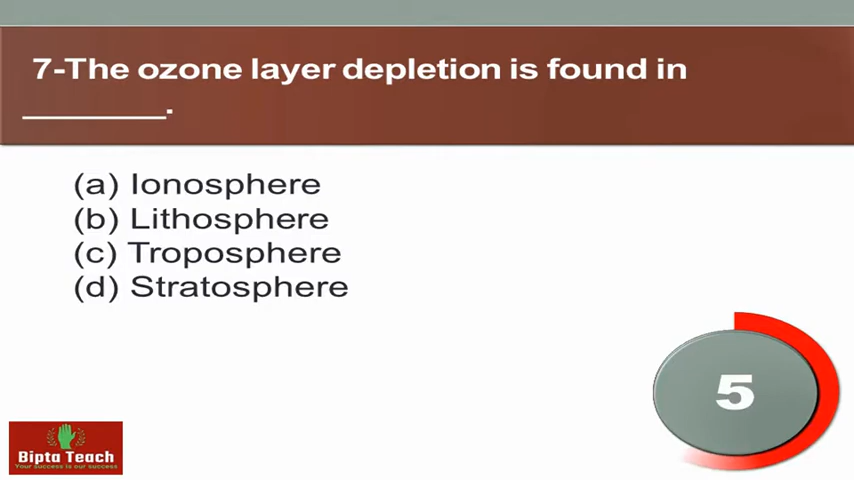 7-The ozone layer depletion is found in
________.
(a) Ionosphere
(b) Lithosphere
(c) Troposphere
(d) Stratosphere
5
Bipta Teach
Your success is our success